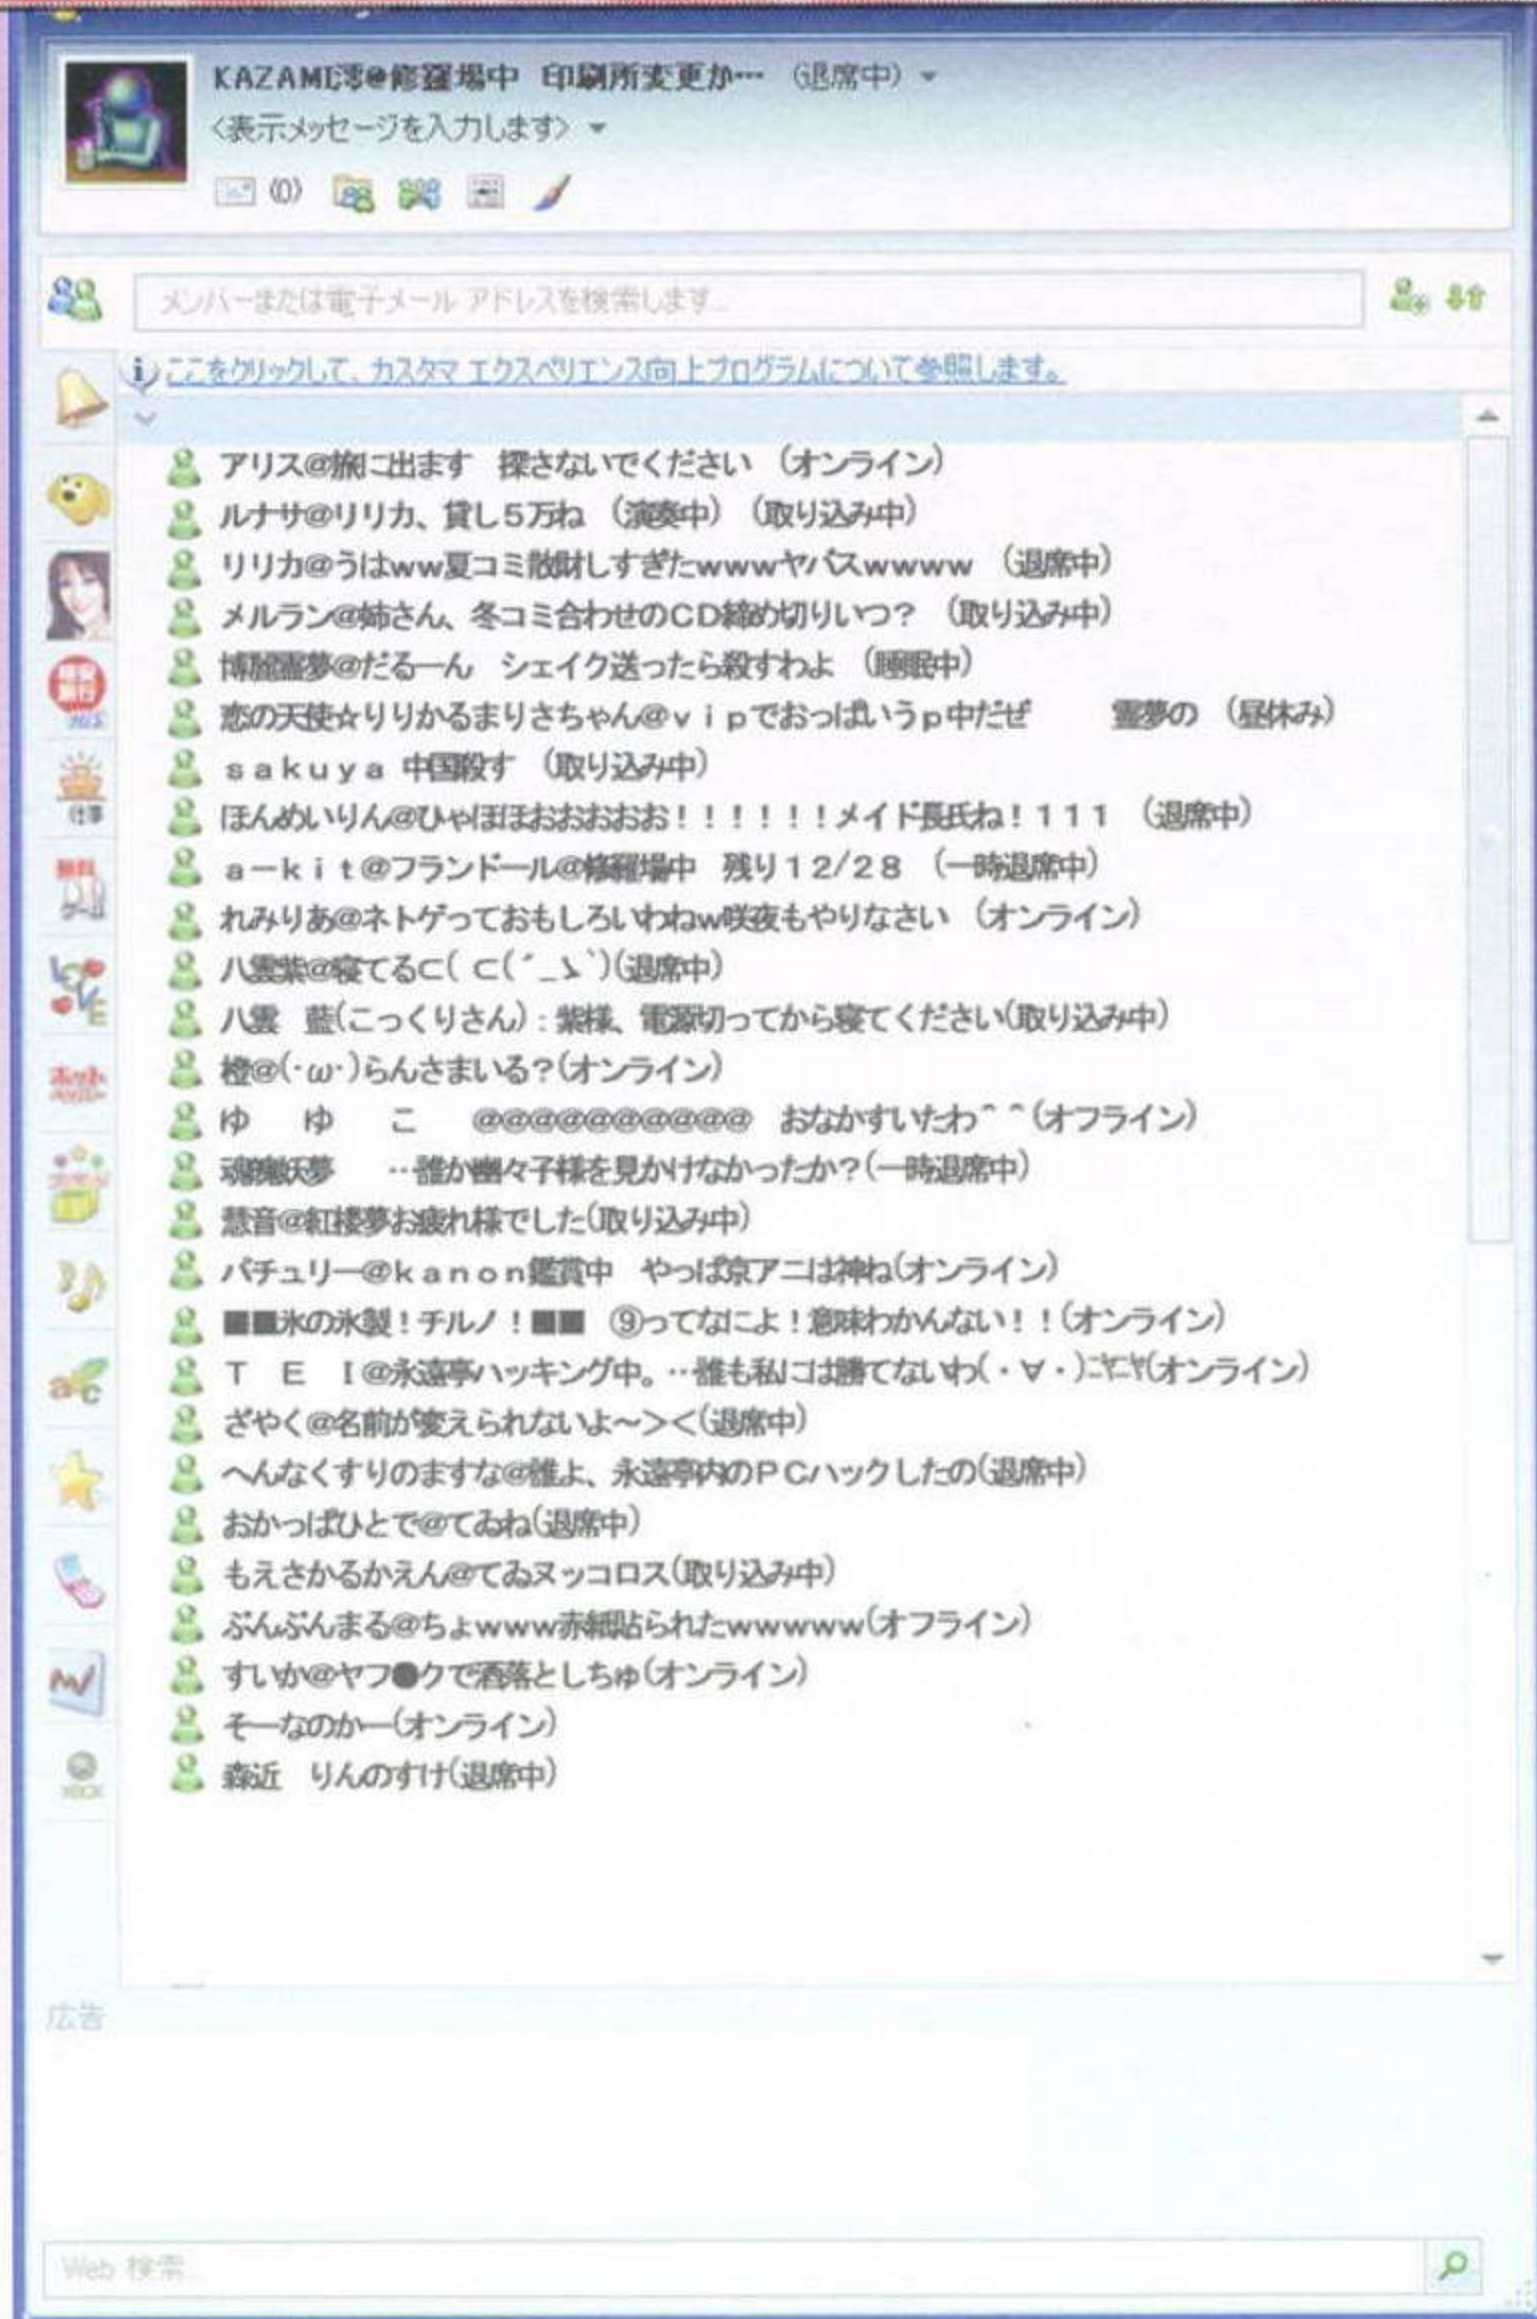 KAZAMI零@修羅場中　印刷所変更か… (退席中)
<表示メッセージを入力します>
(0)
メンバーまたは電子メール アドレスを検索します...
ここをクリックして、カスタマ エクスペリエンス向上プログラムについて参照します。
アリス@旅に出ます　探さないでください （オンライン）
ルナサ@リリカ、貸し５万ね （演奏中） （取り込み中）
リリカ@うはｗｗ夏コミ散財しすぎたｗｗｗヤバスｗｗｗｗ （退席中）
メルラン@姉さん、冬コミ合わせのＣＤ締め切りいつ？ （取り込み中）
博麗霊夢@だるーん　シェイク送ったら殺すわよ （睡眠中）
恋の天使☆りりかるまりさちゃん@ｖｉｐでおっぱいうｐ中だぜ　　　霊夢の （昼休み）
ｓａｋｕｙａ 中国殺す （取り込み中）
ほんめいりん@ひゃほほおおおおお！！！！！！メイド長氏ね！１１１ （退席中）
ａ－ｋｉｔ@フランドール@修羅場中　残り１２/２８ （一時退席中）
れみりあ@ネトゲっておもしろいわねw咲夜もやりなさい （オンライン）
八雲紫@寝てる⊂( ⊂(´_ゝ`)(退席中)
八雲　藍(こっくりさん)：紫様、電源切ってから寝てください(取り込み中)
橙@(･ω･)らんさまいる？(オンライン)
ゆ　　ゆ　　こ　　@@@@@@@@@@　おなかすいたわ＾＾(オフライン)
魂魄妖夢　　…誰か幽々子様を見かけなかったか？(一時退席中)
慧音@紅楼夢お疲れ様でした(取り込み中)
パチュリー@ｋａｎｏｎ鑑賞中　やっぱ京アニは神ね(オンライン)
■■氷の氷製！チルノ！■■　⑨ってなによ！意味わかんない！！(オンライン)
Ｔ　Ｅ　Ｉ@永遠亭ハッキング中。…誰も私には勝てないわ(・∀・)ﾆﾔﾆﾔ(オンライン)
ざやく@名前が変えられないよ～＞＜(退席中)
へんなくすりのますな@誰よ、永遠亭内のＰＣハックしたの(退席中)
おかっぱひとで@てゐね(退席中)
もえさかるかえん@てゐヌッコロス(取り込み中)
ぶんぶんまる@ちょｗｗｗ赤紙貼られたｗｗｗｗｗ(オフライン)
すいか@ヤフ●クで酒落としちゅ(オンライン)
そーなのかー(オンライン)
森近　りんのすけ(退席中)
仕事
無料
LOVE
ホット
XBOX
広告
Web 検索...